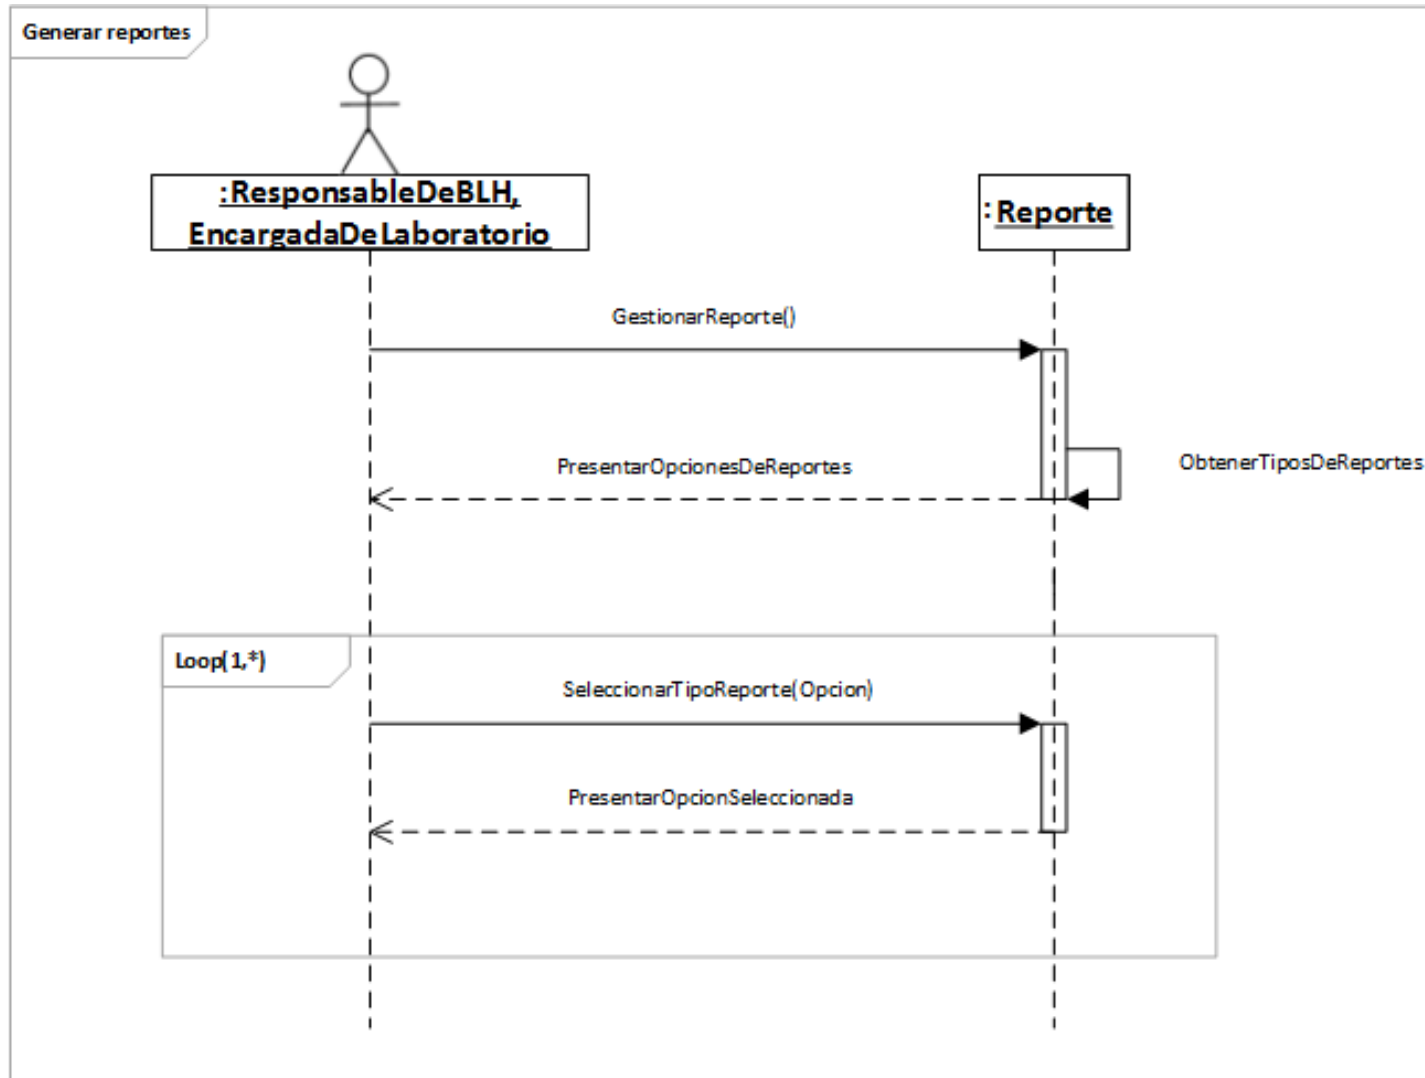 Generar reportes
:ResponsableDeBLH,
EncargadaDeLaboratorio
:Reporte
GestionarReporte()
PresentarOpcionesDeReportes
ObtenerTiposDeReportes
Loop(1,*)
SeleccionarTipoReporte(Opcion)
PresentarOpcionSeleccionada